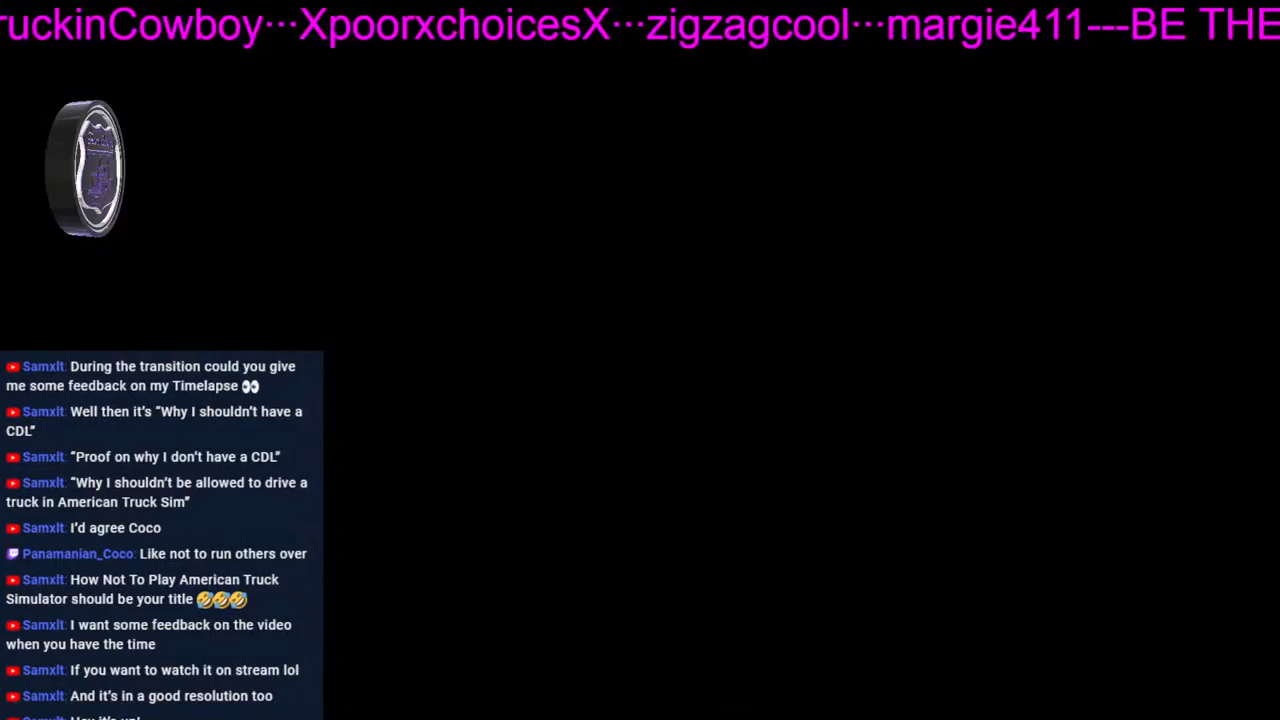 ruckinCowboy···XpoorxchoicesX···zigzagcool···margie411---BE THE
Samxlt: During the transition could you give
me some feedback on my Timelapse 👀
Samxlt: Well then it’s “Why I shouldn’t have a
CDL”
Samxlt: “Proof on why I don’t have a CDL”
Samxlt: “Why I shouldn’t be allowed to drive a
truck in American Truck Sim”
Samxlt: I’d agree Coco
Panamanian_Coco: Like not to run others over
Samxlt: How Not To Play American Truck
Simulator should be your title 🤣🤣🤣
Samxlt: I want some feedback on the video
when you have the time
Samxlt: If you want to watch it on stream lol
Samxlt: And it’s in a good resolution too
Samxlt: Hey it’s up!